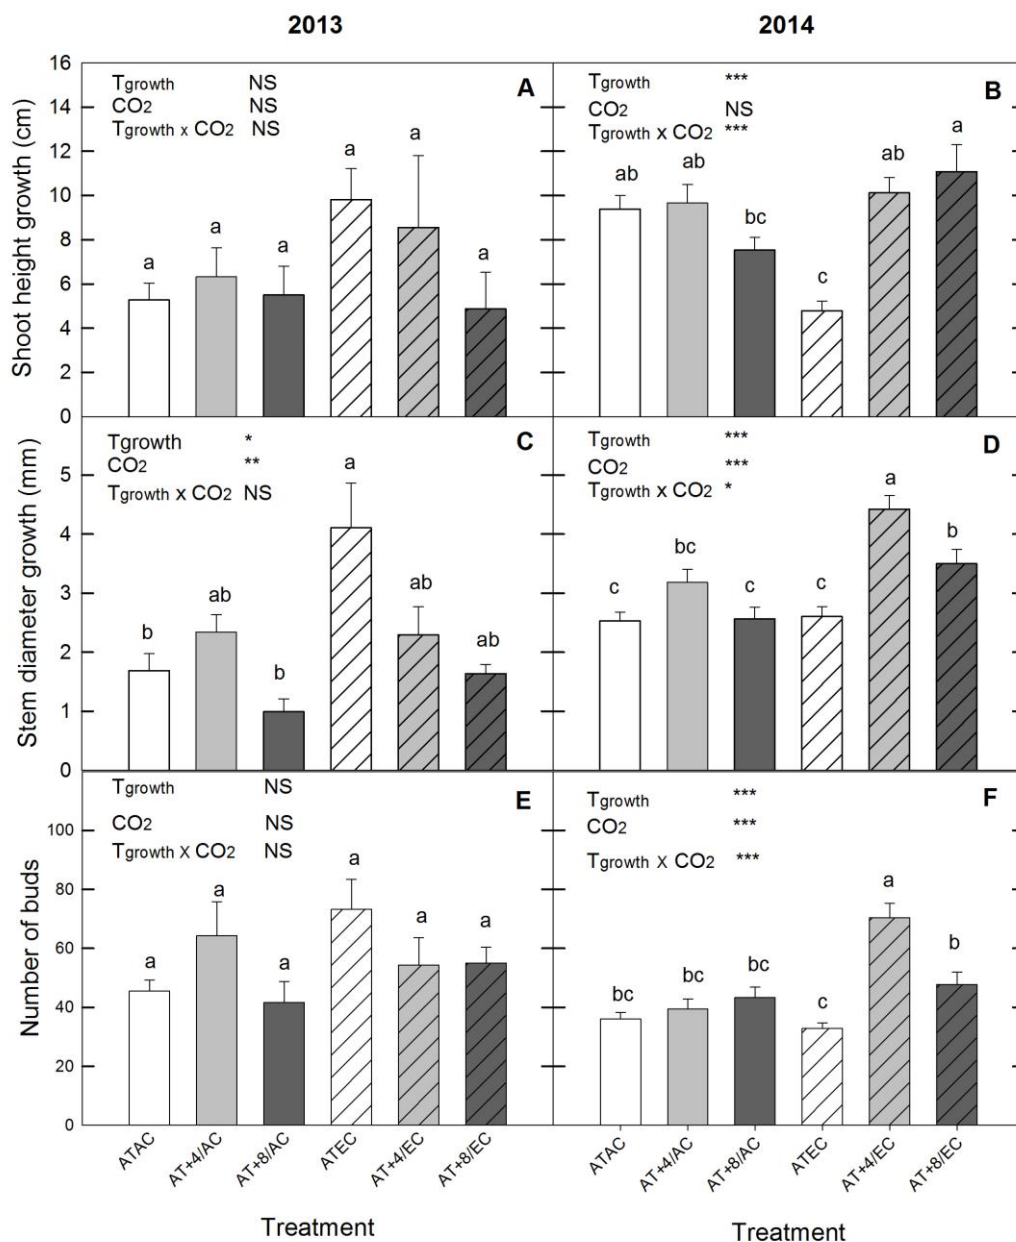 2013
2014
Shoot height growth (cm)
16
14
12
10
8
6
4
2
0
Tgrowth NS
CO2 NS
Tgrowth x CO2 NS
A
a
a
a
a
a
a
Tgrowth ***
CO2 NS
Tgrowth x CO2 ***
B
ab
ab
bc
c
ab
a
Stem diameter growth (mm)
5
4
3
2
1
0
Tgrowth *
CO2 **
Tgrowth x CO2 NS
C
b
ab
b
a
ab
ab
Tgrowth ***
CO2 ***
Tgrowth x CO2 *
D
c
bc
c
c
a
b
Number of buds
100
80
60
40
20
0
Tgrowth NS
CO2 NS
Tgrowth X CO2 NS
E
a
a
a
a
a
a
Tgrowth ***
CO2 ***
Tgrowth X CO2 ***
F
bc
bc
bc
c
a
b
ATAC
AT+4/AC
AT+8/AC
ATEC
AT+4/EC
AT+8/EC
ATAC
AT+4/AC
AT+8/AC
ATEC
AT+4/EC
AT+8/EC
Treatment
Treatment